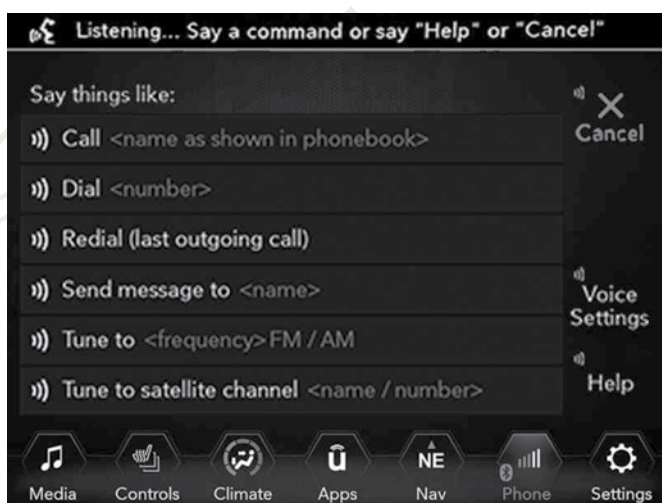 Listening... Say a command or say "Help" or "Cancel"
Say things like:
Call <name as shown in phonebook>
Dial <number>
Redial (last outgoing call)
Send message to <name>
Tune to <frequency>FM / AM
Tune to satellite channel <name / number>
Cancel
Voice
Settings
Help
ū
NE
Media Controls Climate Apps Nav Phone Settings